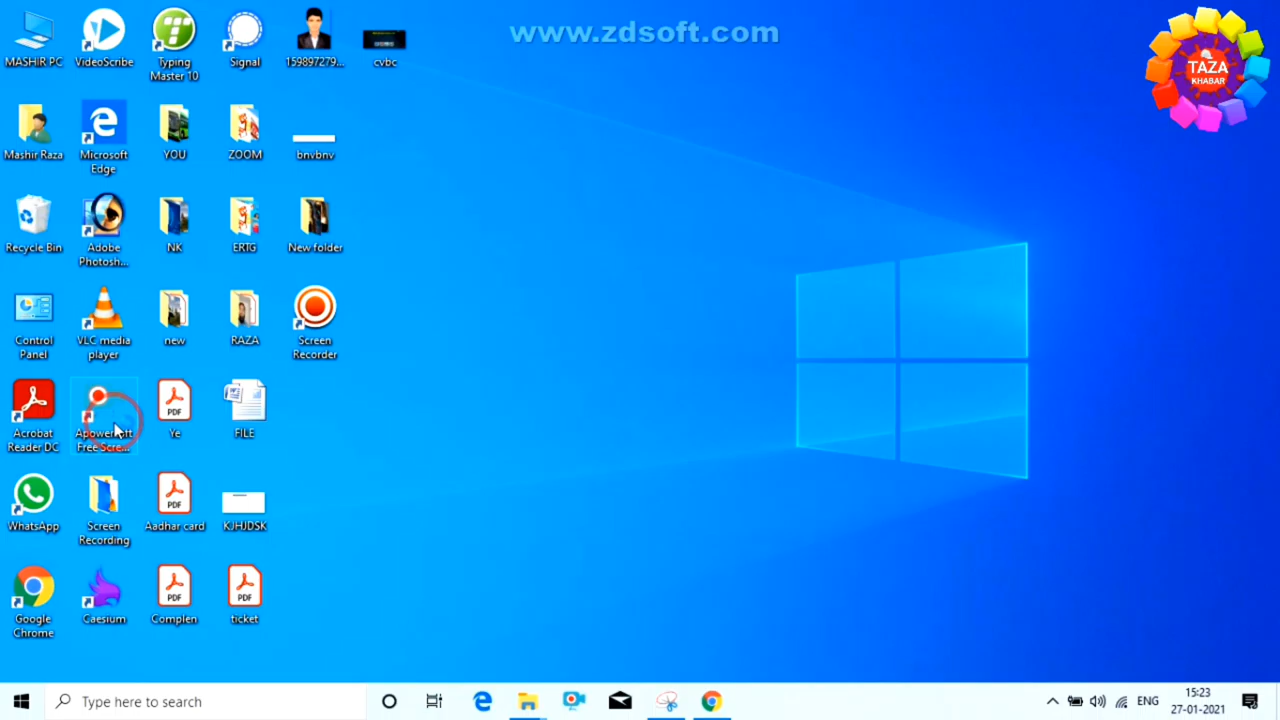 www.zdsoft.com
TAZA
KHABAR
MASHIR PC
VideoScribe
Typing
Master 10
Signal
159897279...
cvbc
Mashir Raza
Microsoft
Edge
YOU
ZOOM
bnvbnv
Recycle Bin
Adobe
Photosh...
NK
ERTG
New folder
Control
Panel
VLC media
player
new
RAZA
Screen
Recorder
Acrobat
Reader DC
Apowersoft
Free Scre...
PDF
Ye
FILE
WhatsApp
Screen
Recording
PDF
Aadhar card
KJHJDSK
Google
Chrome
Caesium
PDF
Complen
PDF
ticket
Type here to search
ENG
15:23
27-01-2021